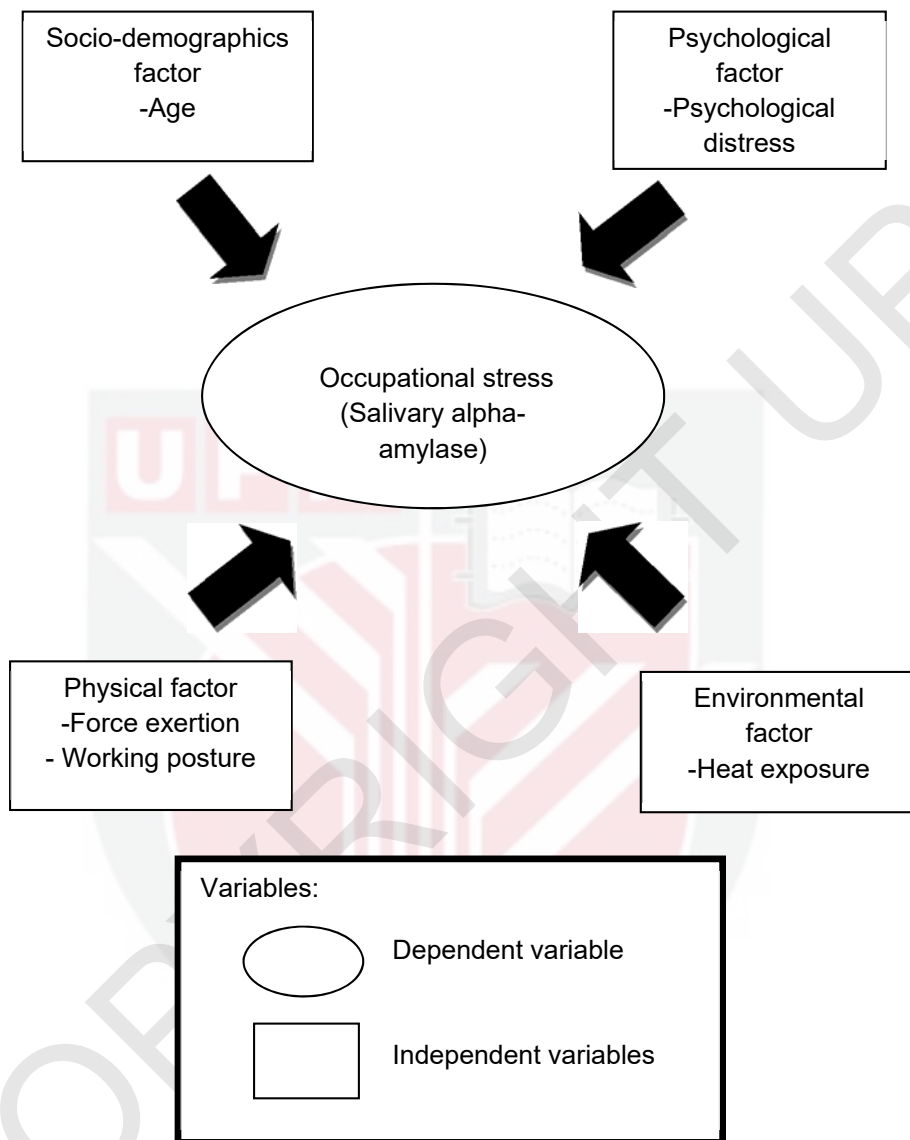 Socio-demographics
factor
-Age
Psychological
factor
-Psychological
distress
Occupational stress
(Salivary alpha-
amylase)
Physical factor
-Force exertion
- Working posture
Environmental
factor
-Heat exposure
Variables:
Dependent variable
Independent variables